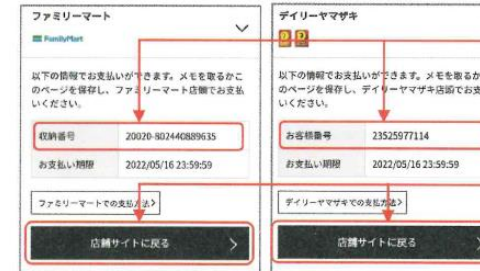 ファミリーマート
FamilyMart
以下の情報でお支払いができます。メモを取るかこ
のページを保存し、ファミリーマート店頭でお支払
いください。
収納番号 20020-802440889635
お支払い期限 2022/05/16 23:59:59
ファミリーマートでの支払方法>
店舗サイトに戻る >
デイリーヤマザキ
以下の情報でお支払いができます。メモを取るか
のページを保存し、デイリーヤマザキ店頭でお支
いください。
お客様番号 23525977114
お支払い期限 2022/05/16 23:59:59
デイリーヤマザキでの支払方法>
店舗サイトに戻る >